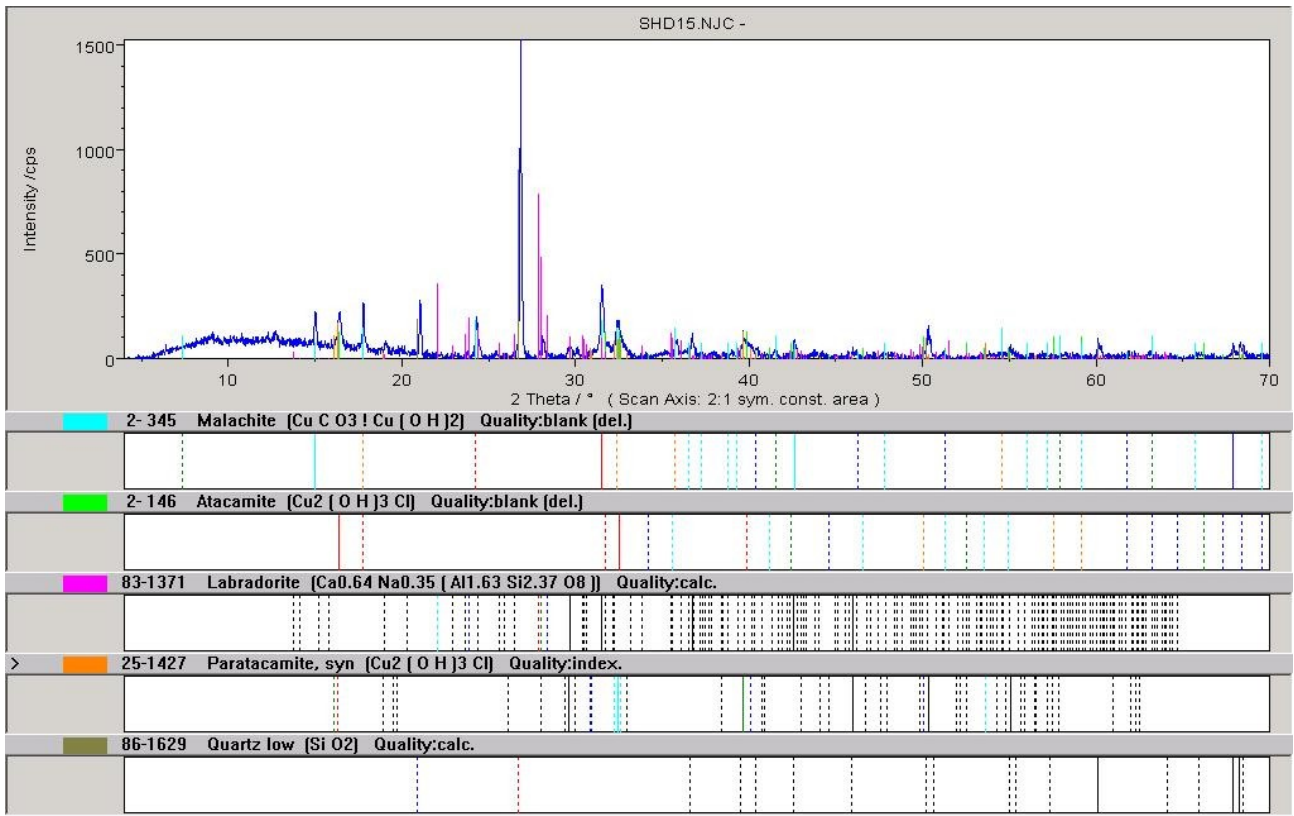 SHD15.NJC -
1500
1000
500
0
Intensity /cps
10 20 30 40 50 60 70
2 Theta / ° ( Scan Axis: 2:1 sym. const. area )
2- 345 Malachite (Cu C O3 ! Cu ( O H )2) Quality:blank (del.)
2- 146 Atacamite (Cu2 ( O H )3 Cl) Quality:blank (del.)
83-1371 Labradorite (Ca0.64 Na0.35 ( Al1.63 Si2.37 O8 )) Quality:calc.
> 25-1427 Paratacamite, syn (Cu2 ( O H )3 Cl) Quality:index.
86-1629 Quartz low (Si O2) Quality:calc.